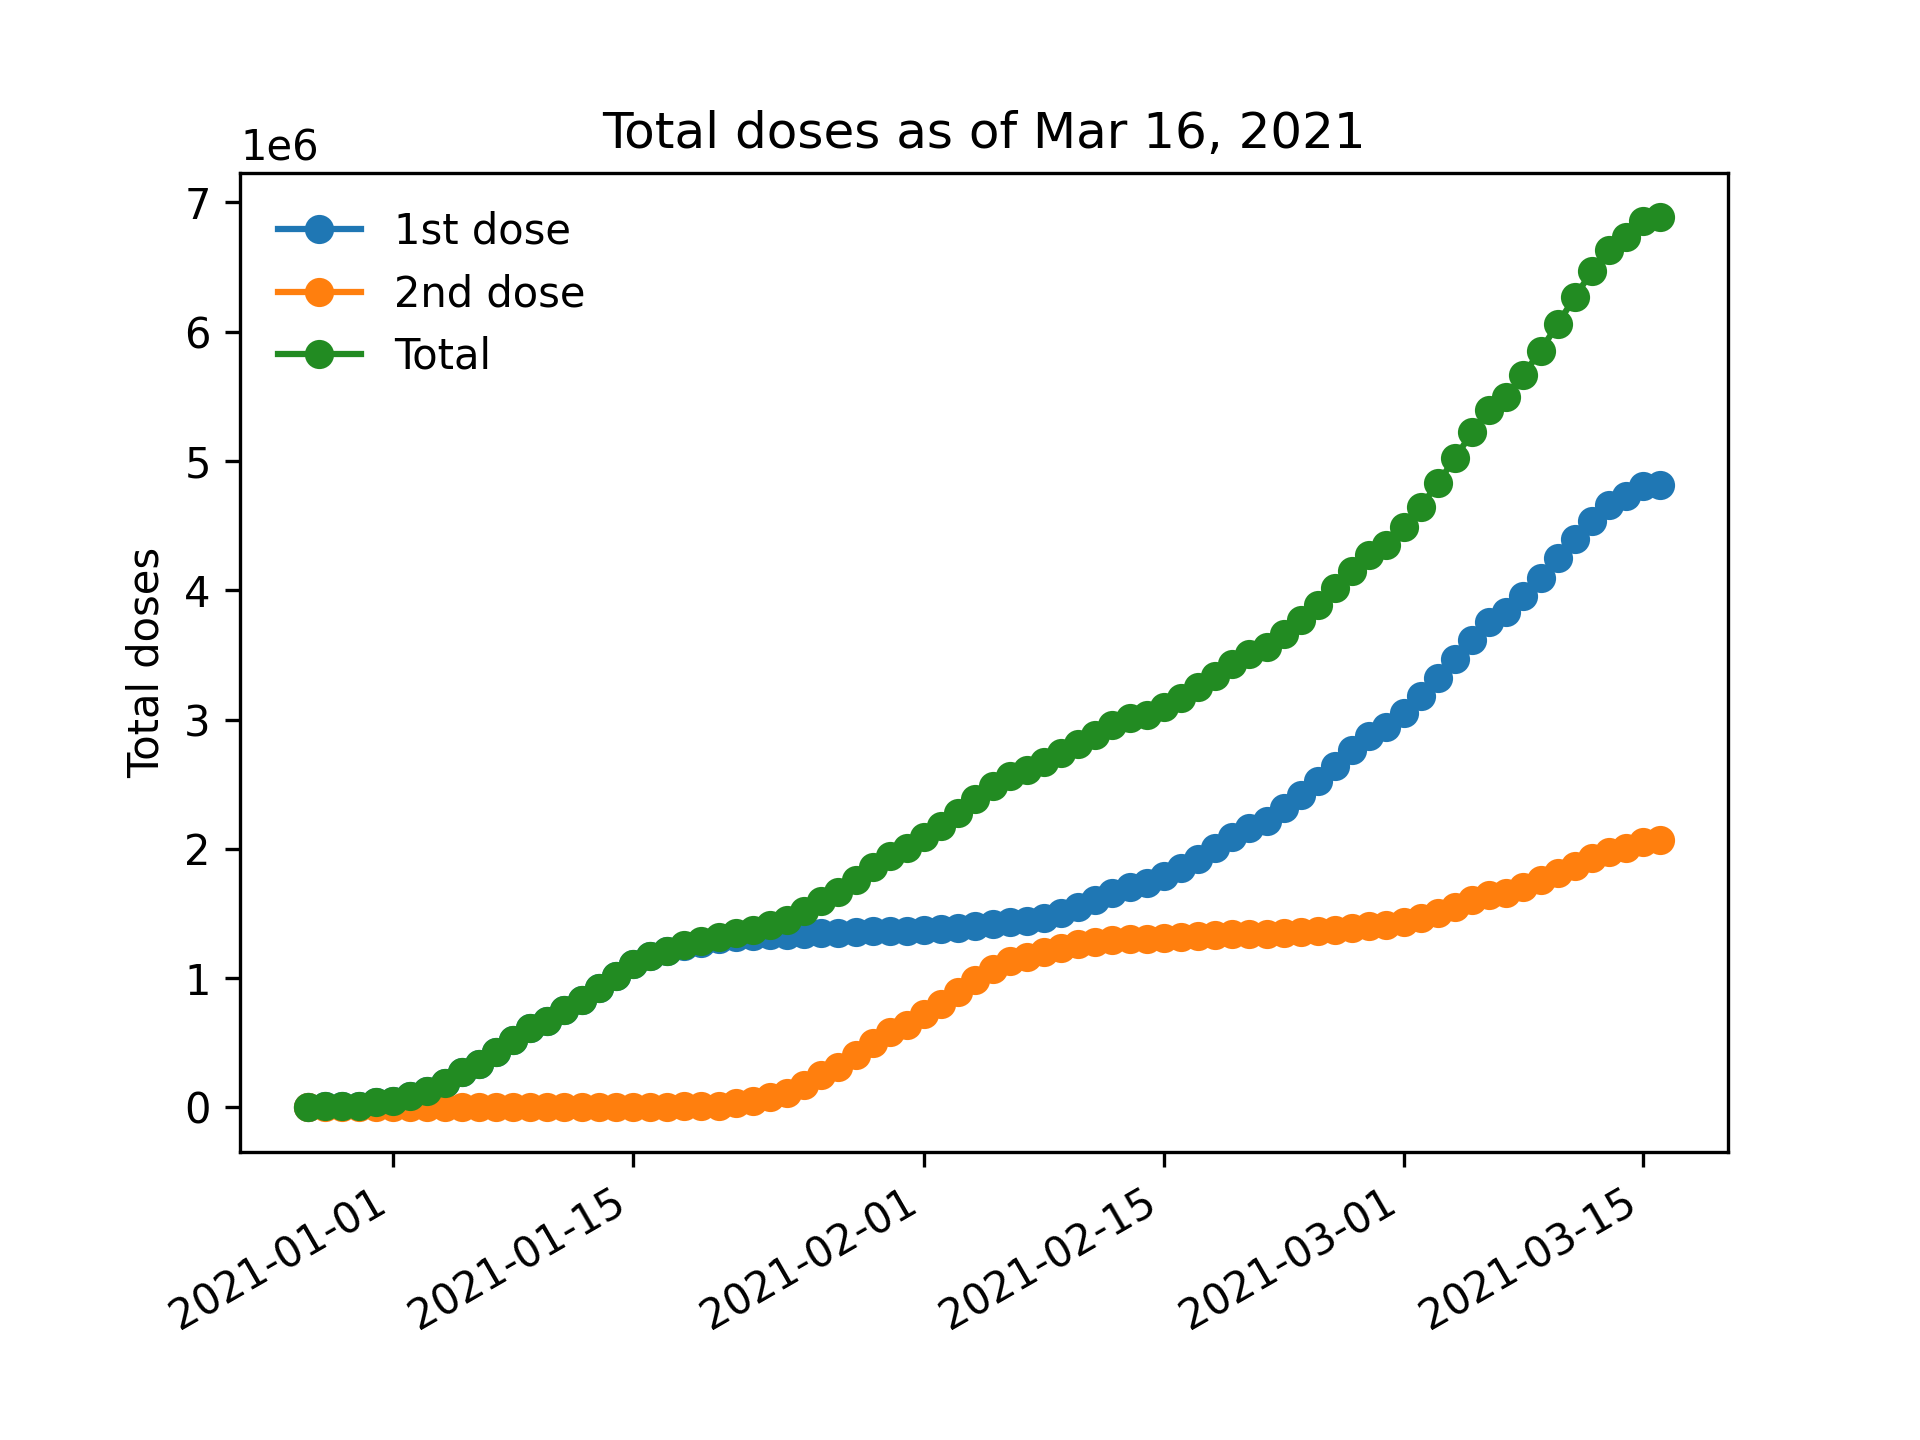 Total doses as of Mar 16, 2021
1e6
7
6
5
4
3
2
1
0
Total doses
1st dose
2nd dose
Total
2021-01-01
2021-01-15
2021-02-01
2021-02-15
2021-03-01
2021-03-15